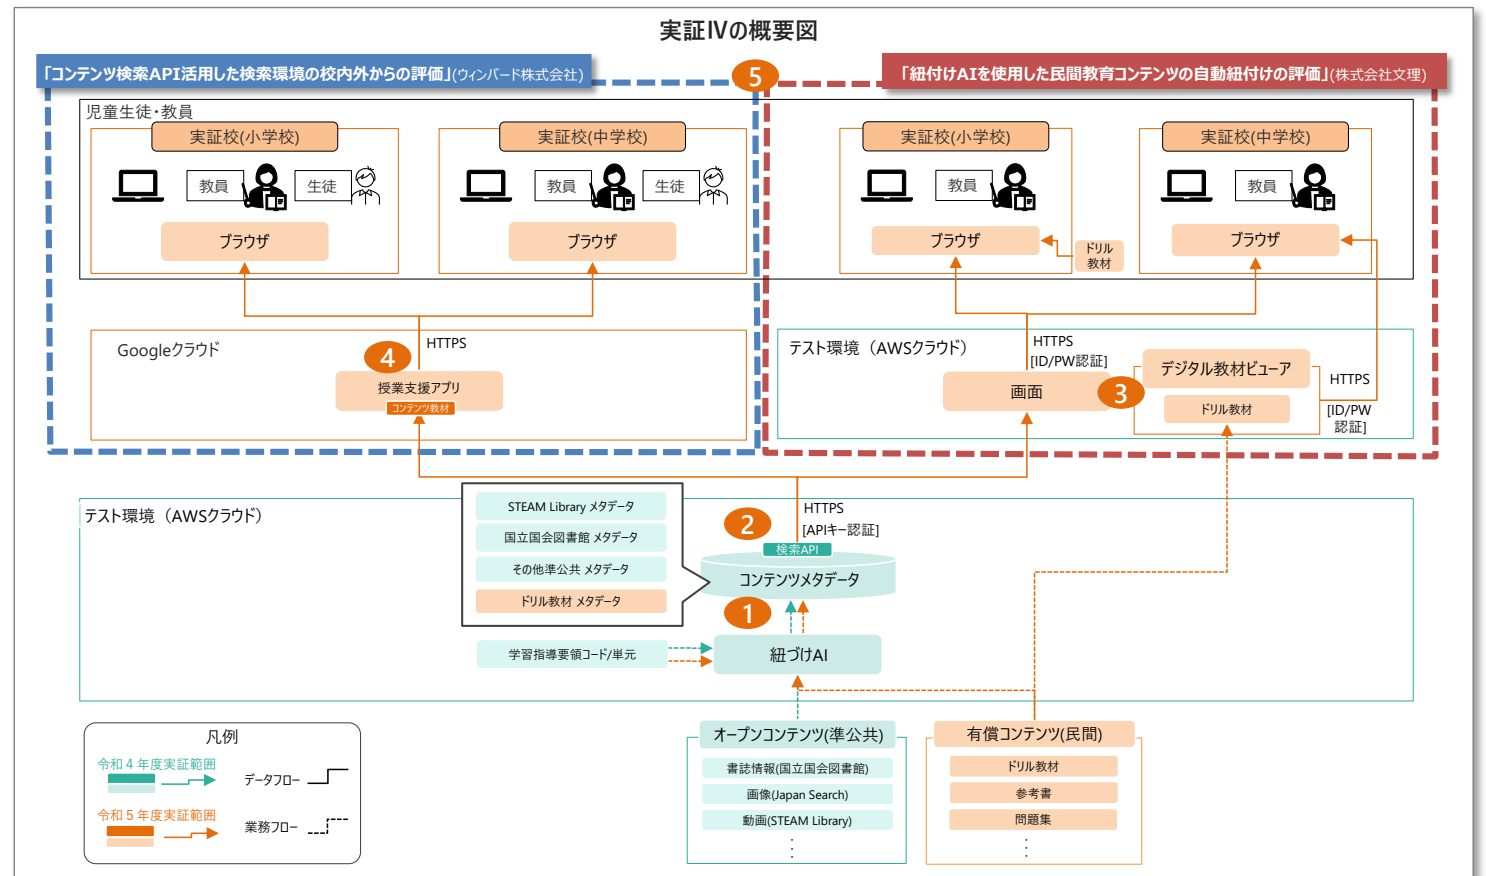 実証Ⅳの概要図
「コンテンツ検索API活用した検索環境の校内外からの評価」(ウィンバード株式会社)
5
「紐付けAIを使用した民間教育コンテンツの自動紐付けの評価」(株式会社文理)
児童生徒・教員
実証校(小学校)
教員
生徒
ブラウザ
実証校(中学校)
教員
生徒
ブラウザ
実証校(小学校)
教員
ブラウザ
ドリル
教材
実証校(中学校)
教員
ブラウザ
Googleクラウド
HTTPS
4
授業支援アプリ
コンテンツ教材
テスト環境（AWSクラウド）
HTTPS
[ID/PW認証]
画面
3
デジタル教材ビューア
ドリル教材
HTTPS
[ID/PW
認証]
テスト環境（AWSクラウド）
STEAM Library メタデータ
国立国会図書館 メタデータ
その他準公共 メタデータ
ドリル教材 メタデータ
HTTPS
[APIキー認証]
2
検索API
コンテンツメタデータ
1
学習指導要領コード/単元
紐づけAI
凡例
令和４年度実証範囲
データフロー
令和５年度実証範囲
業務フロー
オープンコンテンツ(準公共)
書誌情報(国立国会図書館)
画像(Japan Search)
動画(STEAM Library)
⋮
有償コンテンツ(民間)
ドリル教材
参考書
問題集
⋮